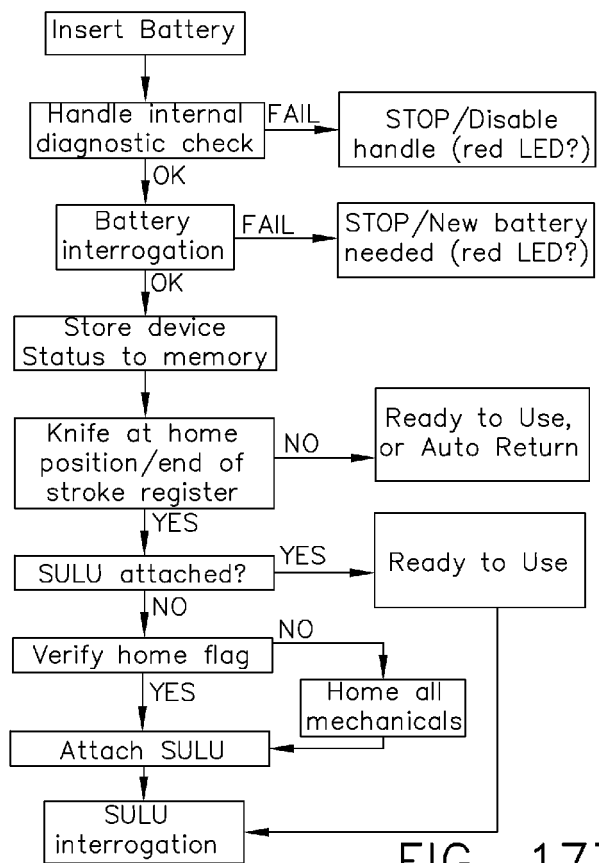 Insert Battery
Handle internal
diagnostic check
FAIL
STOP/Disable
handle (red LED?)
OK
Battery
interrogation
FAIL
STOP/New battery
needed (red LED?)
OK
Store device
Status to memory
Knife at home
position/end of
stroke register
NO
Ready to Use,
or Auto Return
YES
SULU attached?
YES
Ready to Use
NO
Verify home flag
NO
YES
Home all
mechanicals
Attach SULU
SULU
interrogation
FIG. 177